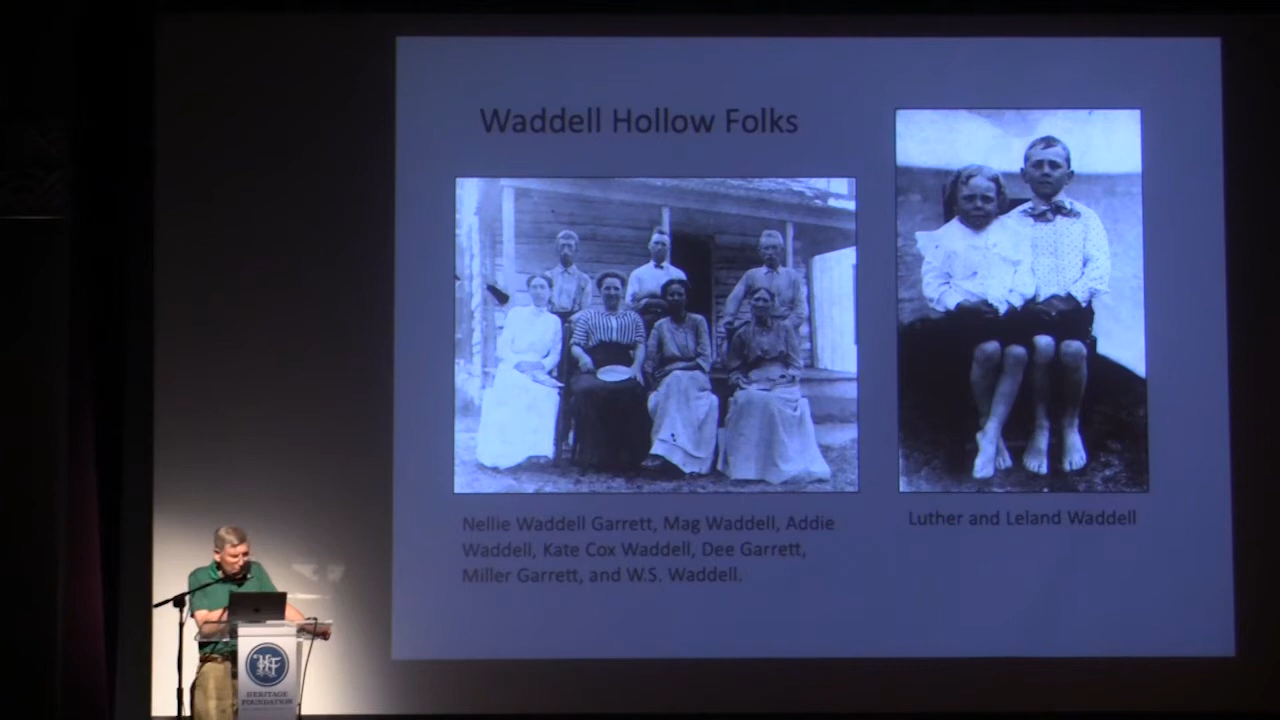 Waddell Hollow Folks
Nellie Waddell Garrett, Mag Waddell, Addie
Waddell, Kate Cox Waddell, Dee Garrett,
Miller Garrett, and W.S. Waddell.
Luther and Leland Waddell
HF
HERITAGE
FOUNDATION